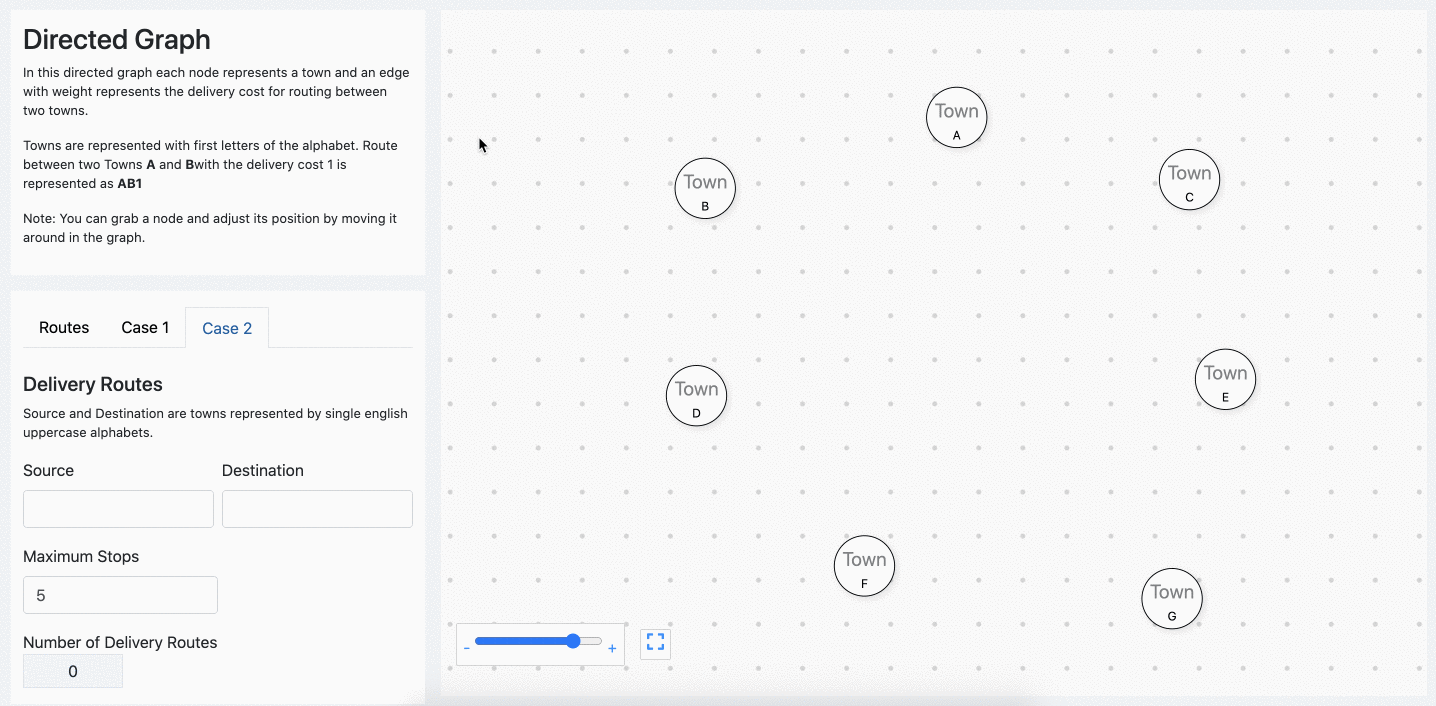 Directed Graph
In this directed graph each node represents a town and an edge
with weight represents the delivery cost for routing between
two towns.
Towns are represented with first letters of the alphabet. Route
between two Towns A and Bwith the delivery cost 1 is
represented as AB1
Note: You can grab a node and adjust its position by moving it
around in the graph.
Routes
Case 1
Case 2
Delivery Routes
Source and Destination are towns represented by single english
uppercase alphabets.
Source
Destination
Maximum Stops
5
Number of Delivery Routes
0
Town
A
Town
B
Town
C
Town
D
Town
E
Town
F
Town
G
-
+